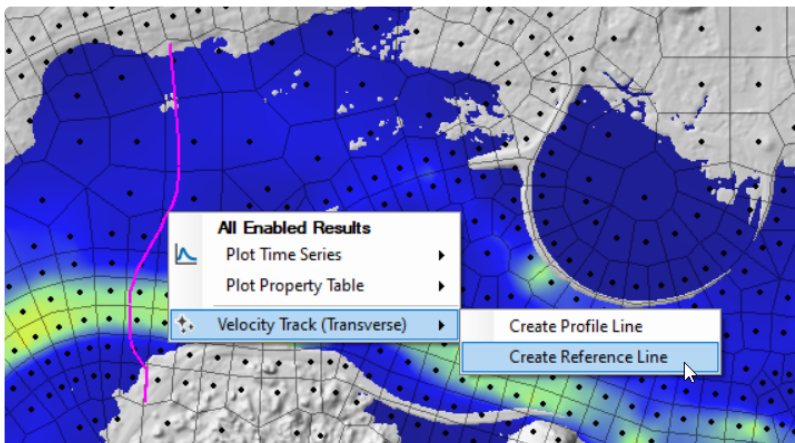 All Enabled Results
Plot Time Series
Plot Property Table
Velocity Track (Transverse)
Create Profile Line
Create Reference Line